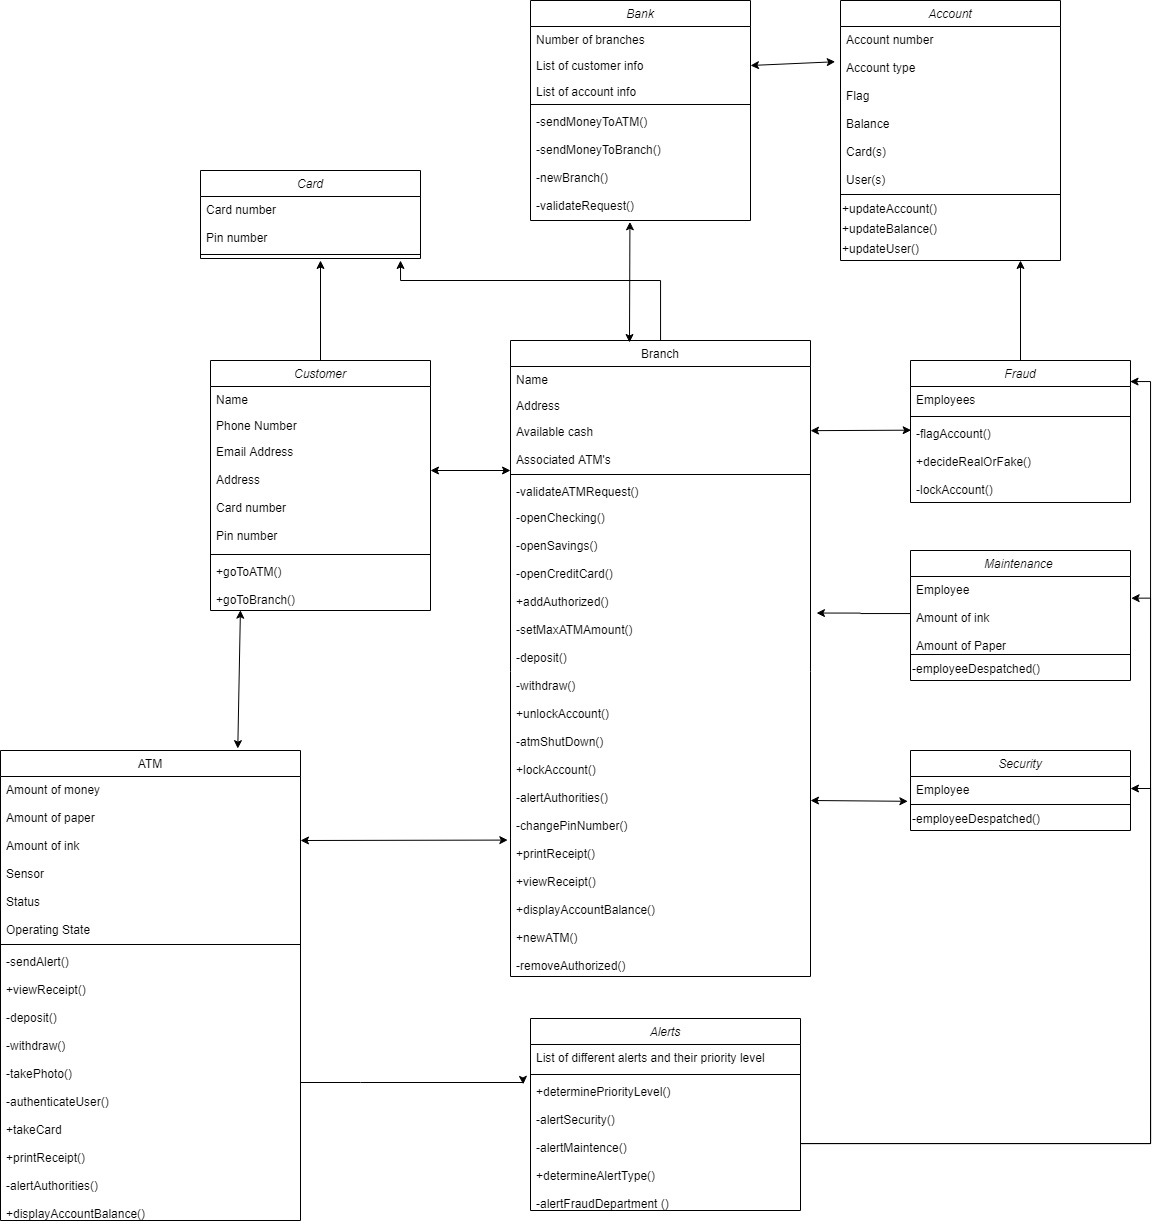 Bank
Number of branches
List of customer info
List of account info
-sendMoneyToATM()
-sendMoneyToBranch()
-newBranch()
-validateRequest()
Account
Account number
Account type
Flag
Balance
Card(s)
User(s)
+updateAccount()
+updateBalance()
+updateUser()
Card
Card number
Pin number
Customer
Name
Phone Number
Email Address
Address
Card number
Pin number
+goToATM()
+goToBranch()
Branch
Name
Address
Available cash
Associated ATM's
-validateATMRequest()
-openChecking()
-openSavings()
-openCreditCard()
+addAuthorized()
-setMaxATMAmount()
-deposit()
-withdraw()
+unlockAccount()
-atmShutDown()
+lockAccount()
-alertAuthorities()
-changePinNumber()
+printReceipt()
+viewReceipt()
+displayAccountBalance()
+newATM()
-removeAuthorized()
Fraud
Employees
-flagAccount()
+decideRealOrFake()
-lockAccount()
Maintenance
Employee
Amount of ink
Amount of Paper
-employeeDespatched()
Security
Employee
-employeeDespatched()
ATM
Amount of money
Amount of paper
Amount of ink
Sensor
Status
Operating State
-sendAlert()
+viewReceipt()
-deposit()
-withdraw()
-takePhoto()
-authenticateUser()
+takeCard
+printReceipt()
-alertAuthorities()
+displayAccountBalance()
Alerts
List of different alerts and their priority level
+determinePriorityLevel()
-alertSecurity()
-alertMaintence()
+determineAlertType()
-alertFraudDepartment ()